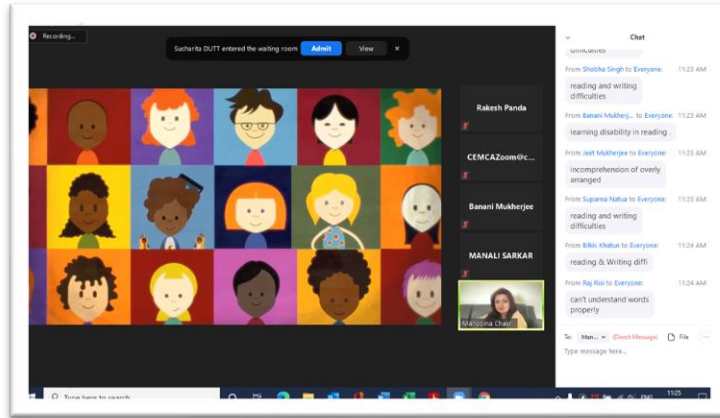 Recording...
Sucharita DUTT entered the waiting room Admit View ×
Rakesh Panda
CEMCAZoom@c...
Banani Mukherjee
MANALI SARKAR
Chat
difficulties
From Shobha Singh to Everyone: 11:23 AM
reading and writing
difficulties
From Banani Mukherj... to Everyone: 11:23 AM
learning disability in reading .
From Jeet Mukherjee to Everyone: 11:23 AM
incomprehension of overly
arranged
From Suparna Natua to Everyone: 11:23 AM
reading and writing
difficulties
From Bilkis Khatun to Everyone: 11:24 AM
reading & Writing diffi
From Raj Roi to Everyone: 11:24 AM
can't understand words
properly
To: Man... (Direct Message) File ...
Type message here...
Type here to search
ENG 11:25